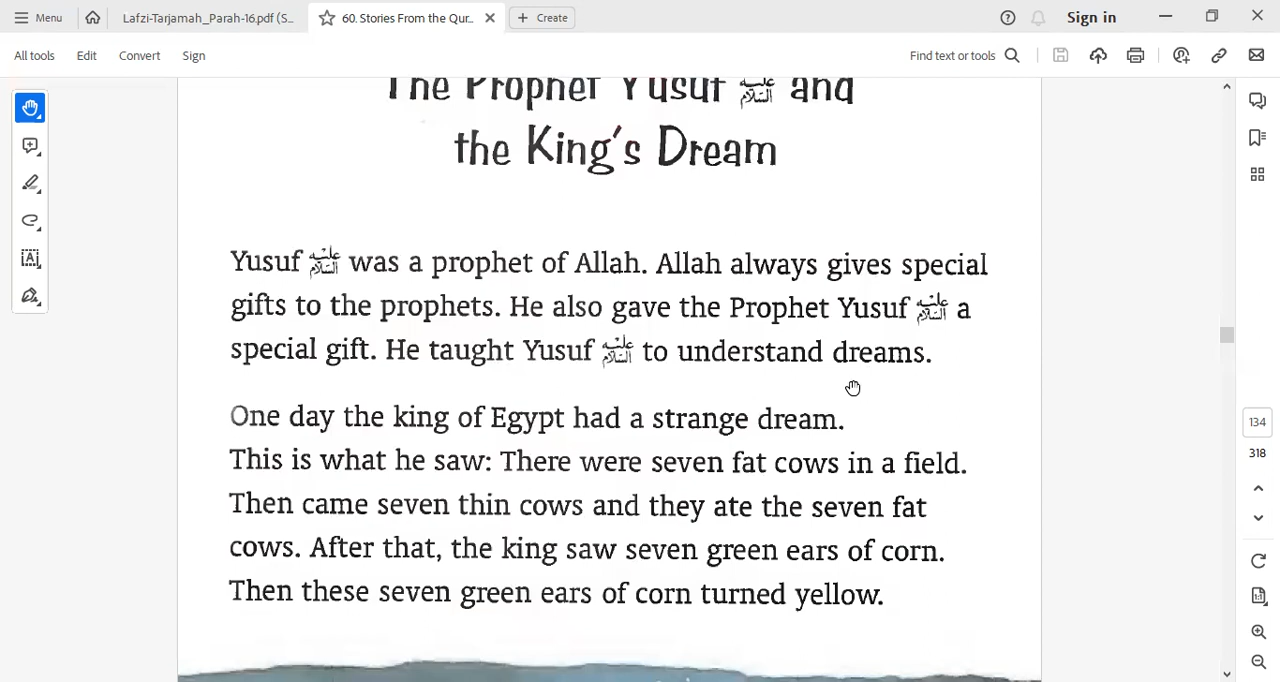 Menu
Lafzi-Tarjamah_Parah-16.pdf (S...
60. Stories From the Qur...
Create
Sign in
All tools
Edit
Convert
Sign
Find text or tools
The Prophet Yusuf عليه السلام and
the King's Dream
Yusuf عليه السلام was a prophet of Allah. Allah always gives special
gifts to the prophets. He also gave the Prophet Yusuf عليه السلام a
special gift. He taught Yusuf عليه السلام to understand dreams.
One day the king of Egypt had a strange dream.
This is what he saw: There were seven fat cows in a field.
Then came seven thin cows and they ate the seven fat
cows. After that, the king saw seven green ears of corn.
Then these seven green ears of corn turned yellow.
134
318